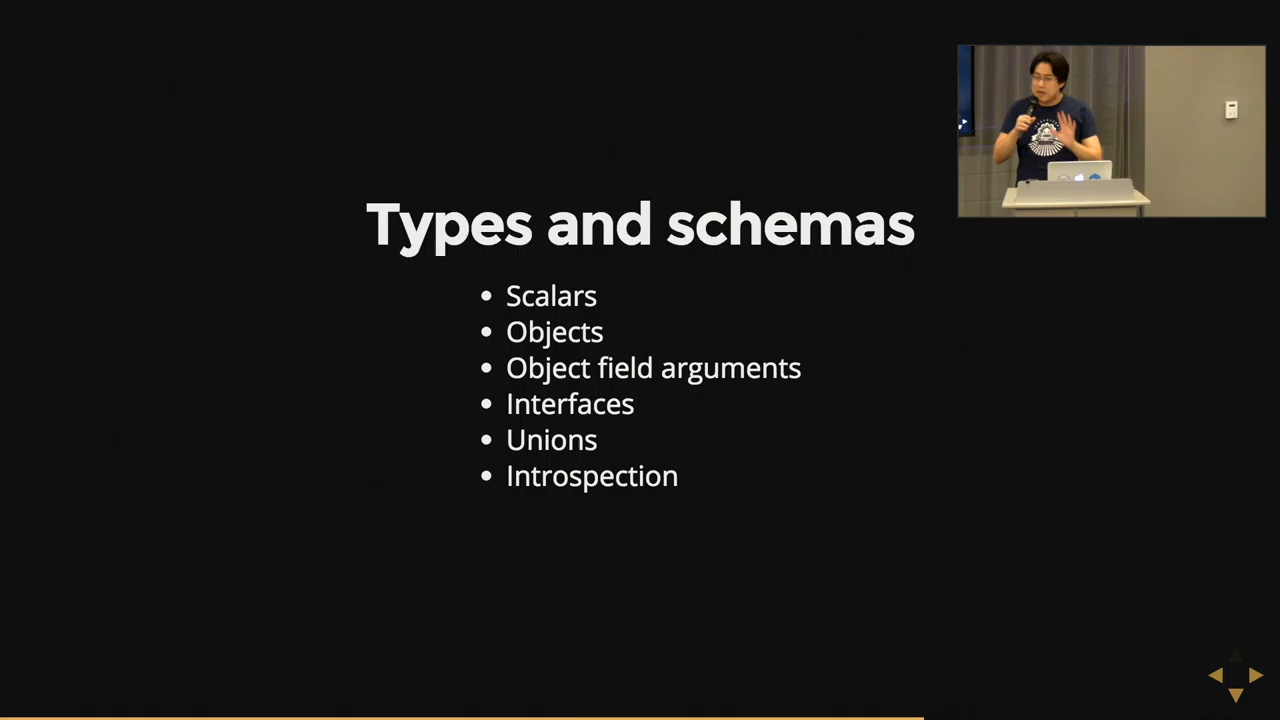 Types and schemas
Scalars
Objects
Object field arguments
Interfaces
Unions
Introspection